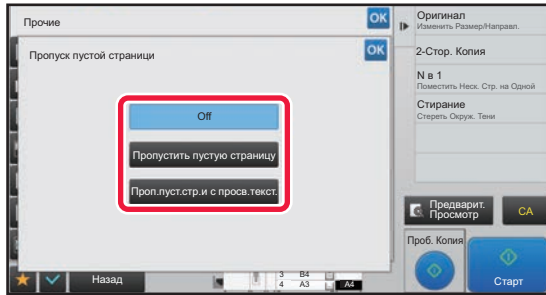 Прочие
OK
Пропуск пустой страницы
OK
Off
Пропустить пустую страницу
Проп.пуст.стр.и с просв.текст.
Назад
3 B4
4 A3
A4
Оригинал
Изменить Размер/Направл.
2-Стор. Копия
N в 1
Поместить Неск. Стр. на Одной
Стирание
Стереть Окруж. Тени
Предварит.
Просмотр
CA
Проб. Копия
Старт